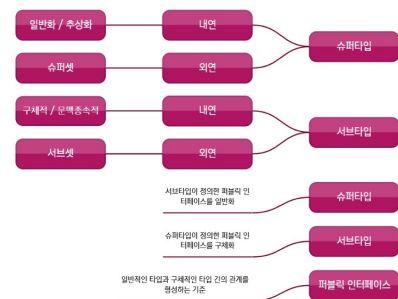 일반화 / 추상화
내연
슈퍼타입
슈퍼셋
외연
구체적 / 문맥종속적
내연
서브타입
서브셋
외연
서브타입이 정의한 퍼블릭 인
터페이스를 일반화
슈퍼타입
슈퍼타입이 정의한 퍼블릭 인
터페이스를 구체화
서브타입
일반적인 타입과 구체적인 타입 간의 관계를
형성하는 기준
퍼블릭 인터페이스